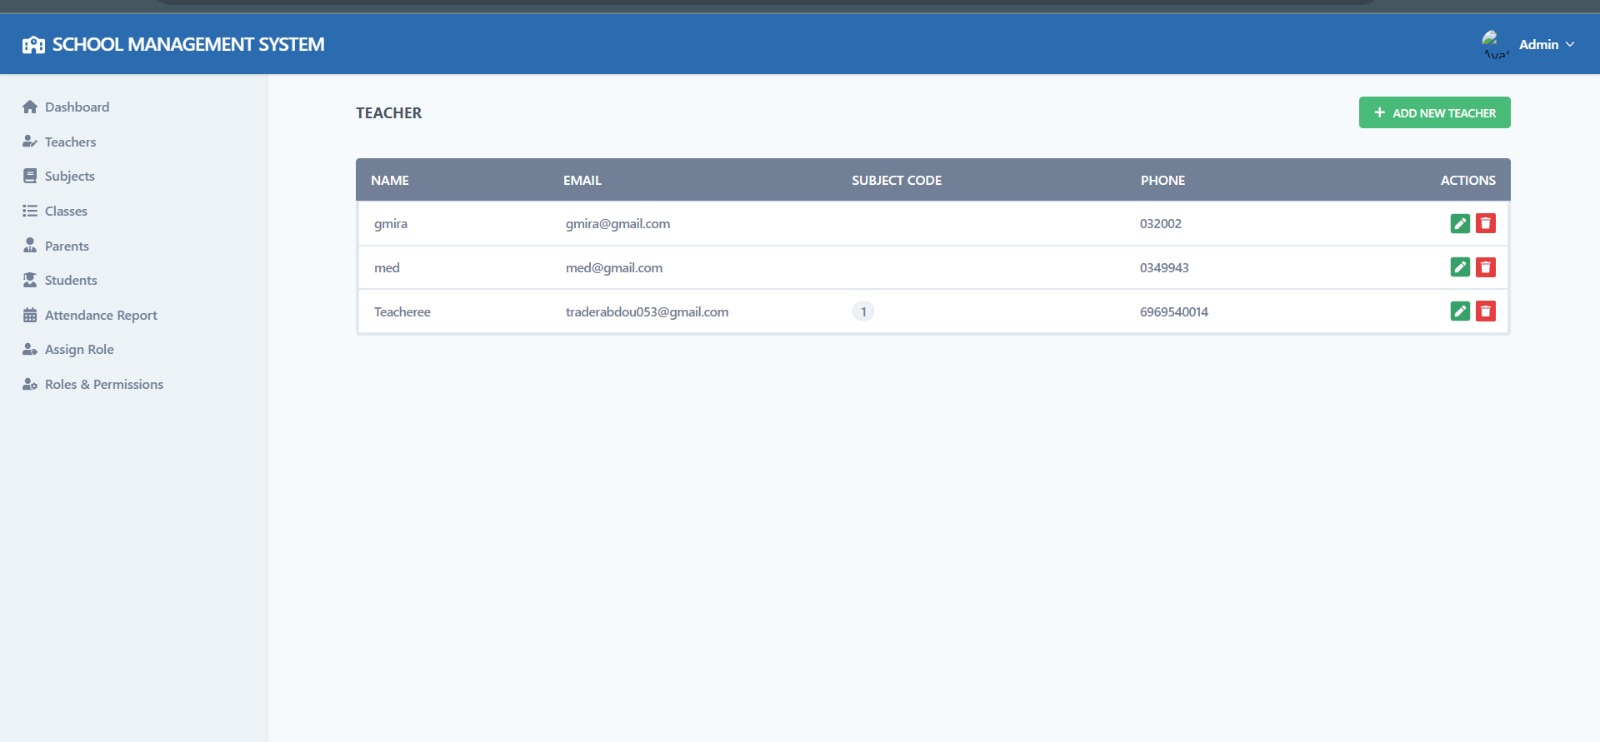 SCHOOL MANAGEMENT SYSTEM
Admin
Dashboard
Teachers
Subjects
Classes
Parents
Students
Attendance Report
Assign Role
Roles & Permissions
TEACHER
ADD NEW TEACHER
NAME EMAIL SUBJECT CODE PHONE ACTIONS
gmira gmira@gmail.com 032002
med med@gmail.com 0349943
Teacheree traderabdou053@gmail.com 1 6969540014